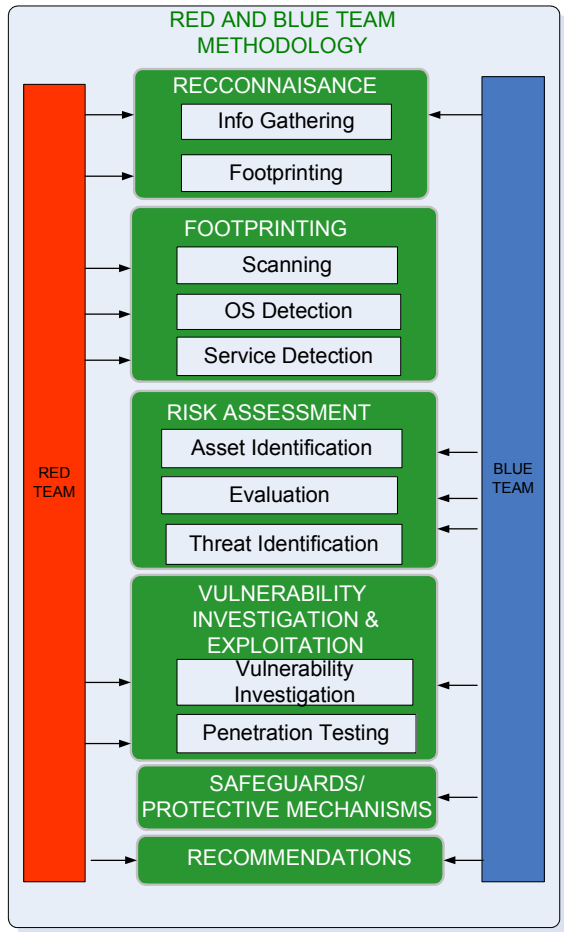 RED AND BLUE TEAM
METHODOLOGY
RECCONNAISANCE
Info Gathering
Footprinting
FOOTPRINTING
Scanning
OS Detection
Service Detection
RISK ASSESSMENT
Asset Identification
Evaluation
Threat Identification
RED
TEAM
BLUE
TEAM
VULNERABILITY
INVESTIGATION &
EXPLOITATION
Vulnerability
Investigation
Penetration Testing
SAFEGUARDS/
PROTECTIVE MECHANISMS
RECOMMENDATIONS